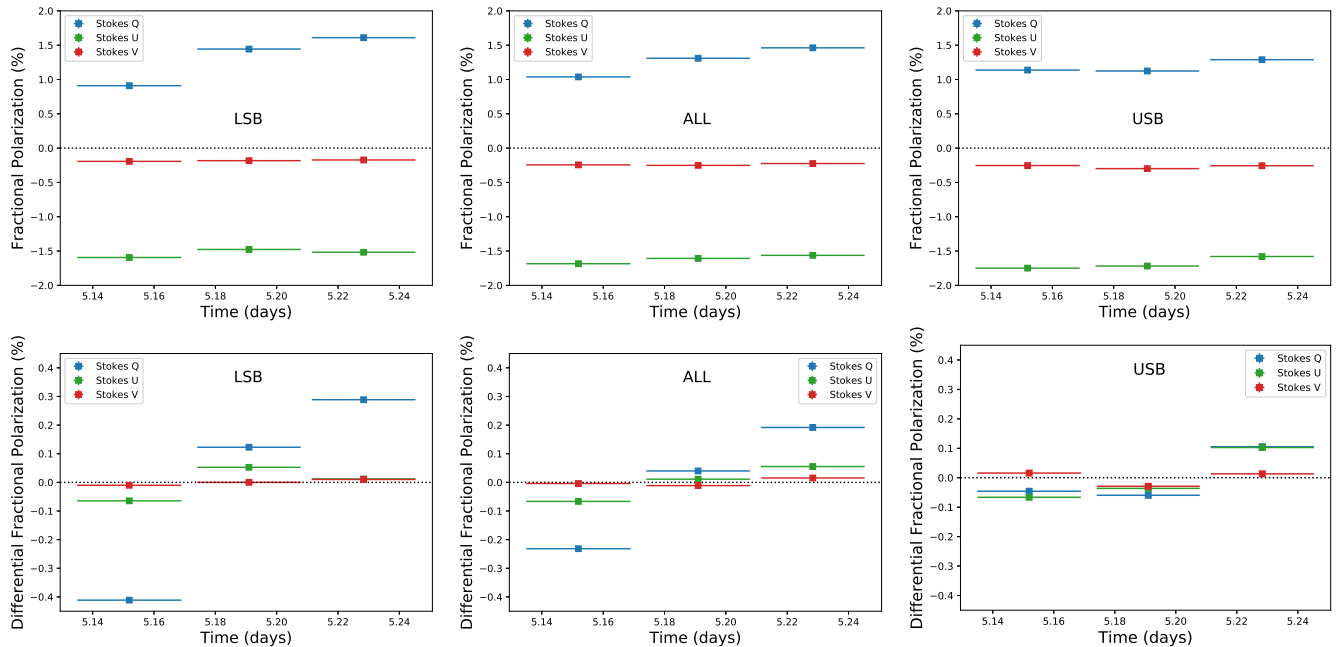 Fractional Polarization (%)
2.0
1.5
1.0
0.5
0.0
−0.5
−1.0
−1.5
−2.0
Stokes Q
Stokes U
Stokes V
LSB
5.14 5.16 5.18 5.20 5.22 5.24
Time (days)
Fractional Polarization (%)
2.0
1.5
1.0
0.5
0.0
−0.5
−1.0
−1.5
−2.0
Stokes Q
Stokes U
Stokes V
ALL
5.14 5.16 5.18 5.20 5.22 5.24
Time (days)
Fractional Polarization (%)
2.0
1.5
1.0
0.5
0.0
−0.5
−1.0
−1.5
−2.0
Stokes Q
Stokes U
Stokes V
USB
5.14 5.16 5.18 5.20 5.22 5.24
Time (days)
Differential Fractional Polarization (%)
0.4
0.3
0.2
0.1
0.0
−0.1
−0.2
−0.3
−0.4
Stokes Q
Stokes U
Stokes V
LSB
5.14 5.16 5.18 5.20 5.22 5.24
Time (days)
Differential Fractional Polarization (%)
0.4
0.3
0.2
0.1
0.0
−0.1
−0.2
−0.3
−0.4
ALL
Stokes Q
Stokes U
Stokes V
5.14 5.16 5.18 5.20 5.22 5.24
Time (days)
Differential Fractional Polarization (%)
0.4
0.3
0.2
0.1
0.0
−0.1
−0.2
−0.3
−0.4
USB
Stokes Q
Stokes U
Stokes V
5.14 5.16 5.18 5.20 5.22 5.24
Time (days)